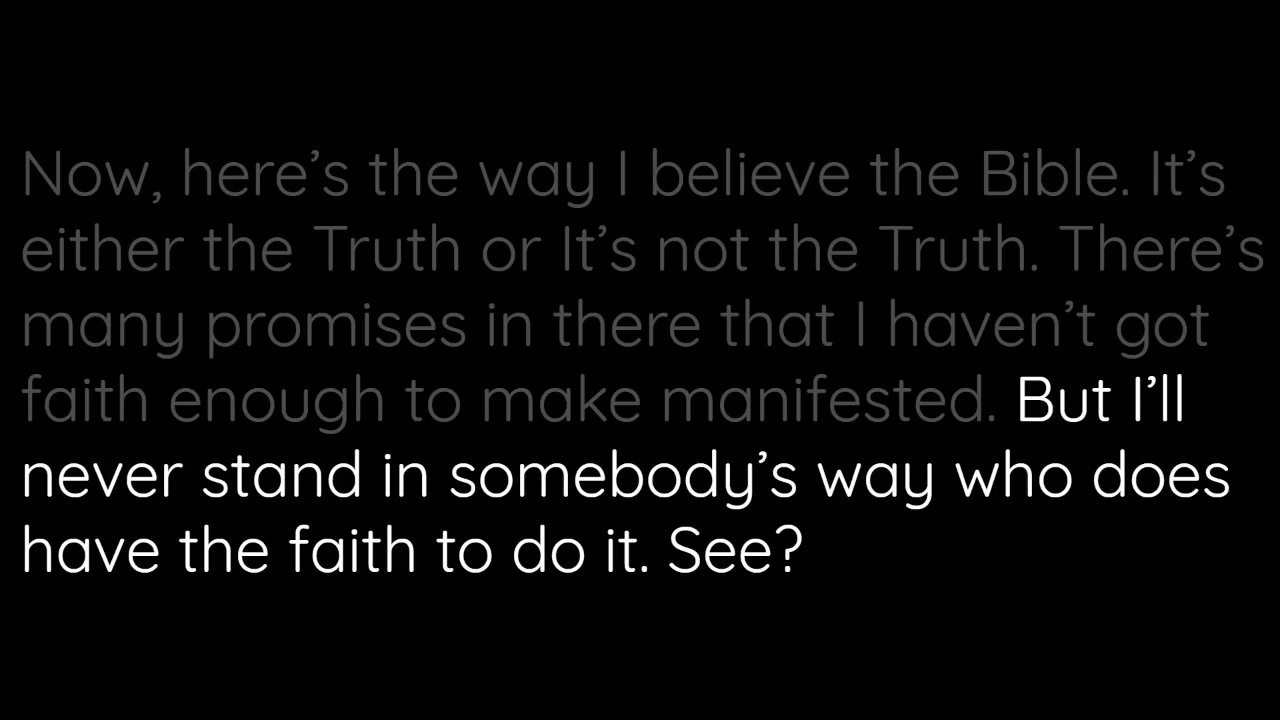 Now, here’s the way I believe the Bible. It’s
either the Truth or It’s not the Truth. There’s
many promises in there that I haven’t got
faith enough to make manifested. But I’ll
never stand in somebody’s way who does
have the faith to do it. See?